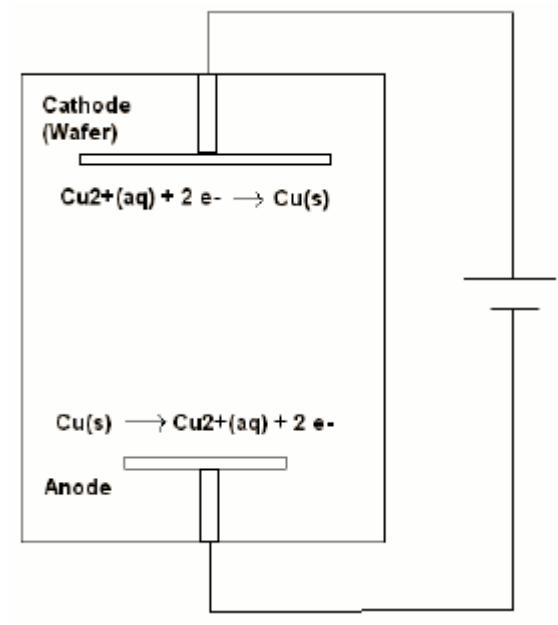 Cathode
(Wafer)
Cu2+(aq) + 2 e- → Cu(s)
Cu(s) → Cu2+(aq) + 2 e-
Anode